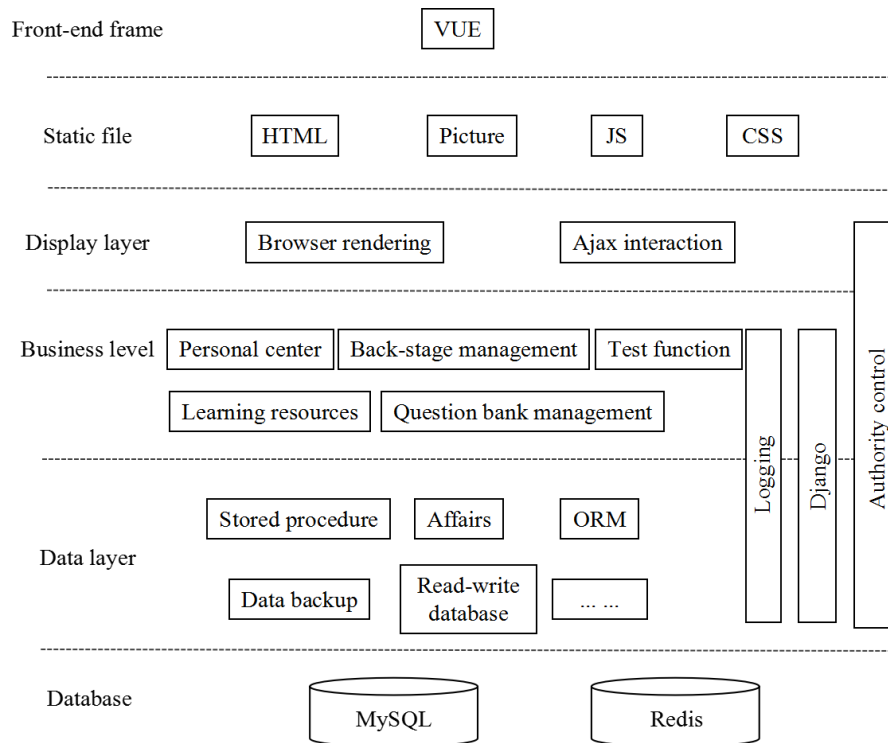 Front-end frame
VUE
Static file
HTML
Picture
JS
CSS
Display layer
Browser rendering
Ajax interaction
Business level
Personal center
Back-stage management
Test function
Learning resources
Question bank management
Logging
Django
Authority control
Data layer
Stored procedure
Affairs
ORM
Data backup
Read-write
database
... ...
Database
MySQL
Redis